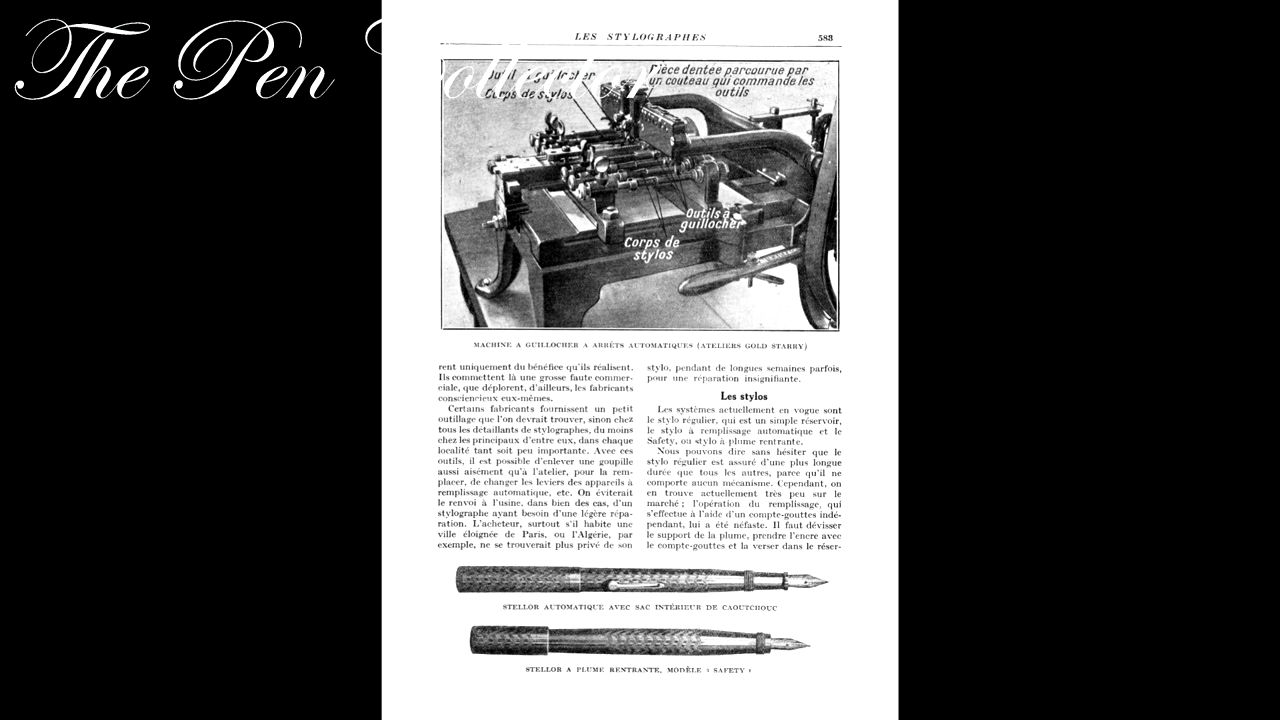 The Pen Collector
LES STYLOGRAPHES
583
Outil à guillocher
Corps de stylos
Pièce dentée parcourue par
un couteau qui commande les
outils
Outils à
guillocher
Corps de
stylos
MACHINE A GUILLOCHER A ARRÊTS AUTOMATIQUES (ATELIERS GOLD STARRY)
rent uniquement du bénéfice qu'ils réalisent.
Ils commettent là une grosse faute commer-
ciale, que déplorent, d'ailleurs, les fabricants
consciencieux eux-mêmes.
Certains fabricants fournissent un petit
outillage que l'on devrait trouver, sinon chez
tous les détaillants de stylographes, du moins
chez les principaux d'entre eux, dans chaque
localité tant soit peu importante. Avec ces
outils, il est possible d'enlever une goupille
aussi aisément qu'à l'atelier, pour la rem-
placer, de changer les leviers des appareils à
remplissage automatique, etc. On éviterait
le renvoi à l'usine, dans bien des cas, d'un
stylographe ayant besoin d'une légère répa-
ration. L'acheteur, surtout s'il habite une
ville éloignée de Paris, ou l'Algérie, par
exemple, ne se trouverait plus privé de son
stylo, pendant de longues semaines parfois,
pour une réparation insignifiante.
Les stylos
Les systèmes actuellement en vogue sont
le stylo régulier, qui est un simple réservoir,
le stylo à remplissage automatique et le
Safety, ou stylo à plume rentrante.
Nous pouvons dire sans hésiter que le
stylo régulier est assuré d'une plus longue
durée que tous les autres, parce qu'il ne
comporte aucun mécanisme. Cependant, on
en trouve actuellement très peu sur le
marché ; l'opération du remplissage, qui
s'effectue à l'aide d'un compte-gouttes indé-
pendant, lui a été néfaste. Il faut dévisser
le support de la plume, prendre l'encre avec
le compte-gouttes et la verser dans le réser-
STELLOR AUTOMATIQUE AVEC SAC INTÉRIEUR DE CAOUTCHOUC
STELLOR A PLUME RENTRANTE, MODÈLE « SAFETY »